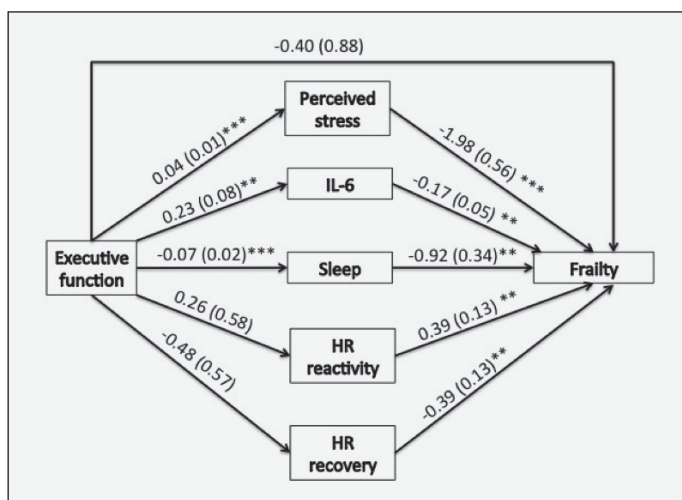 -0.40 (0.88)
Perceived
stress
0.04 (0.01)***
-1.98 (0.56) ***
IL-6
0.23 (0.08)**
-0.17 (0.05) **
Executive
function
-0.07 (0.02)***
Sleep
-0.92 (0.34)**
Frailty
0.26 (0.58)
HR
reactivity
0.39 (0.13) **
-0.48 (0.57)
HR
recovery
-0.39 (0.13)**